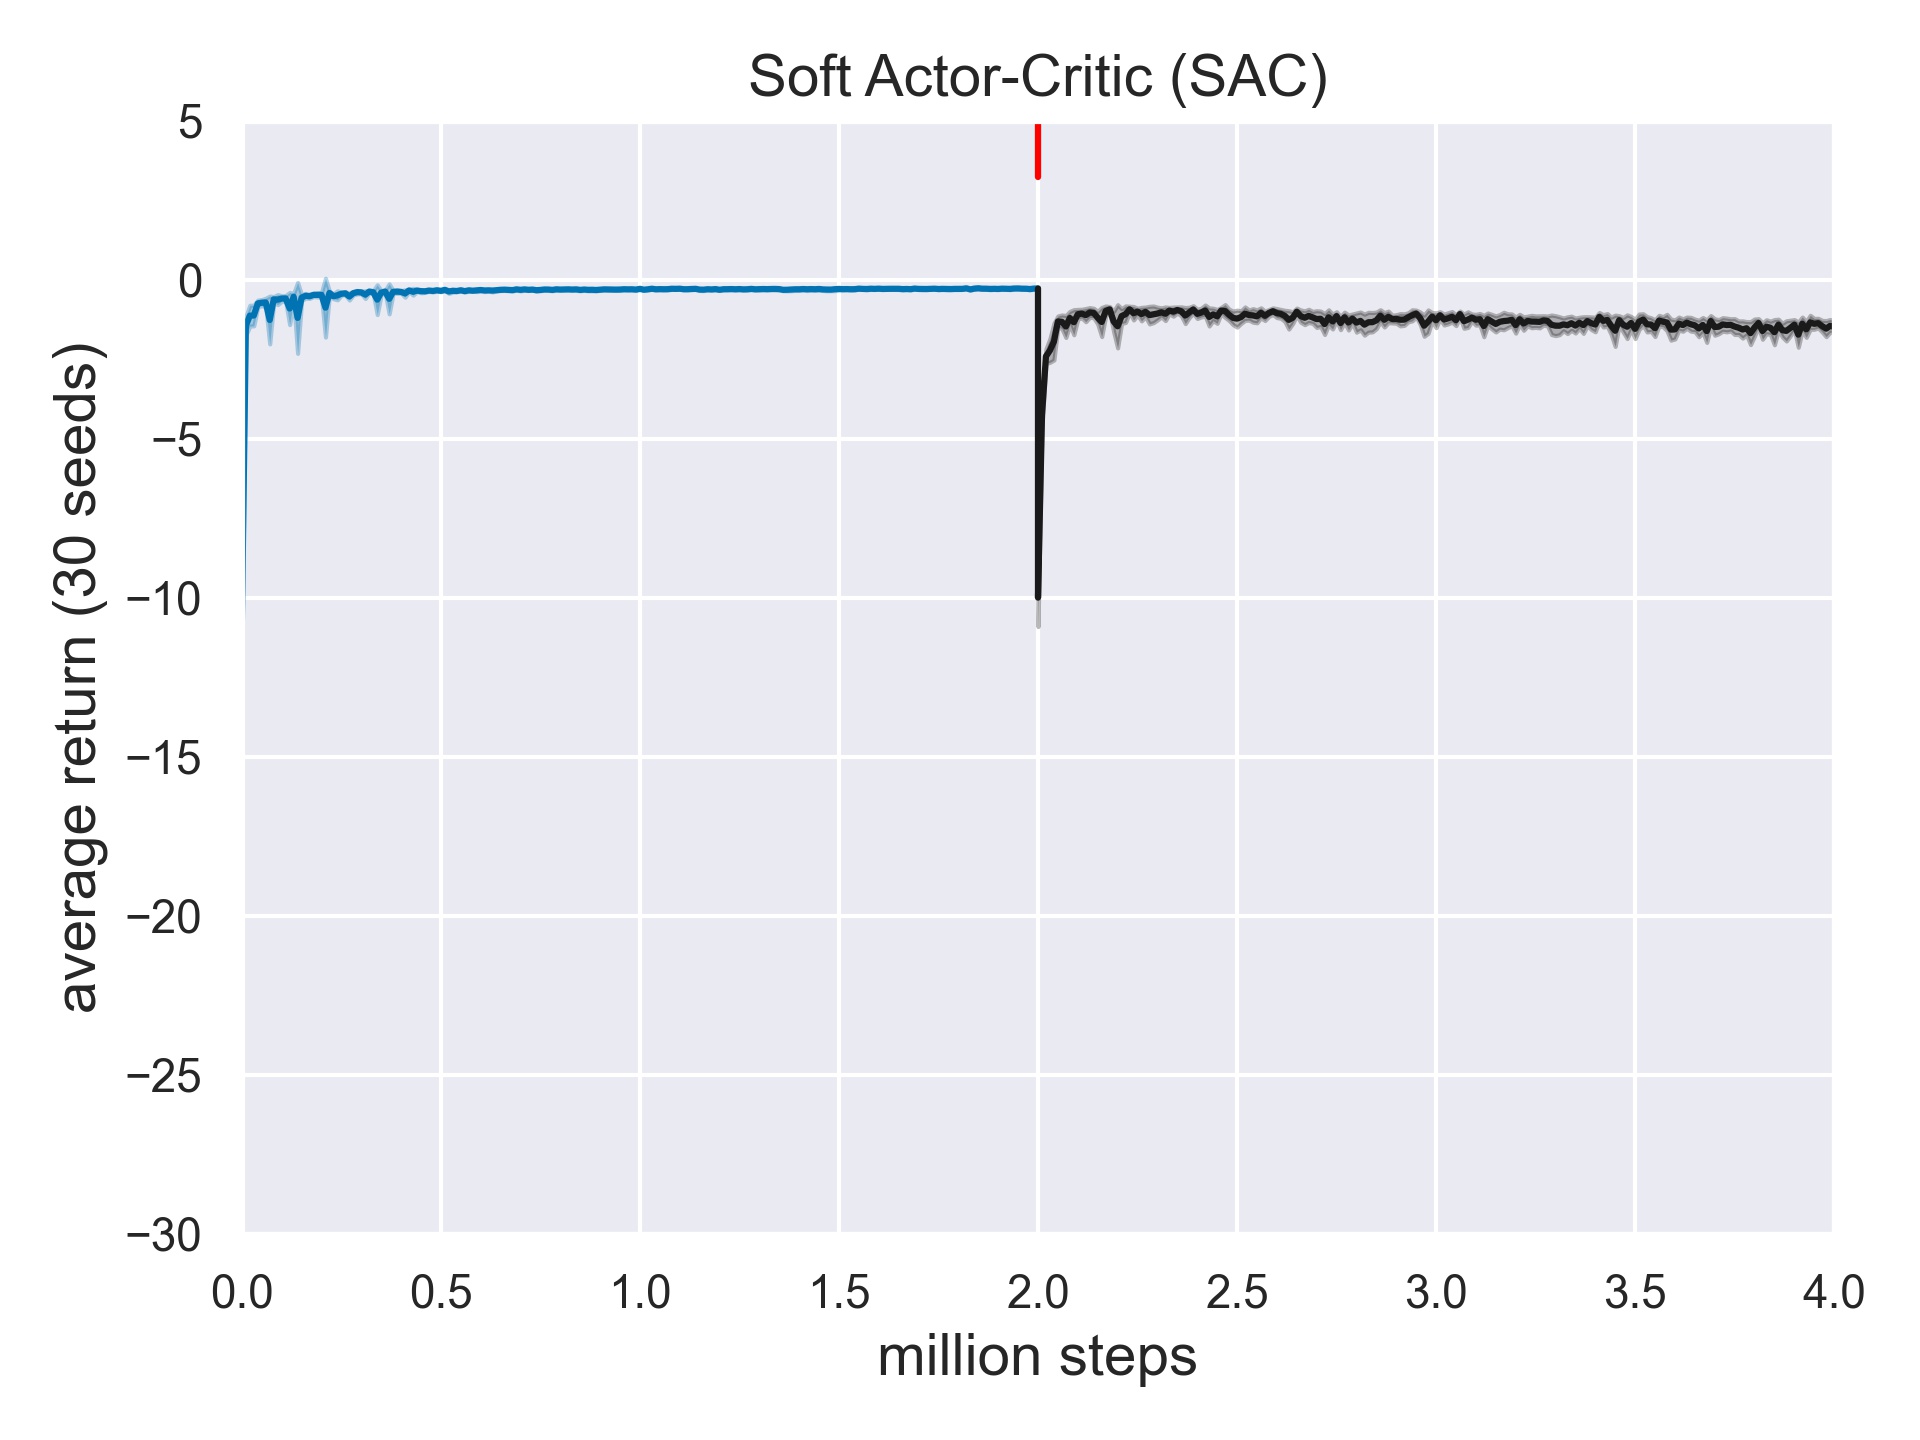 Soft Actor-Critic (SAC)
5
0
−5
−10
−15
−20
−25
−30
average return (30 seeds)
0.0 0.5 1.0 1.5 2.0 2.5 3.0 3.5 4.0
million steps